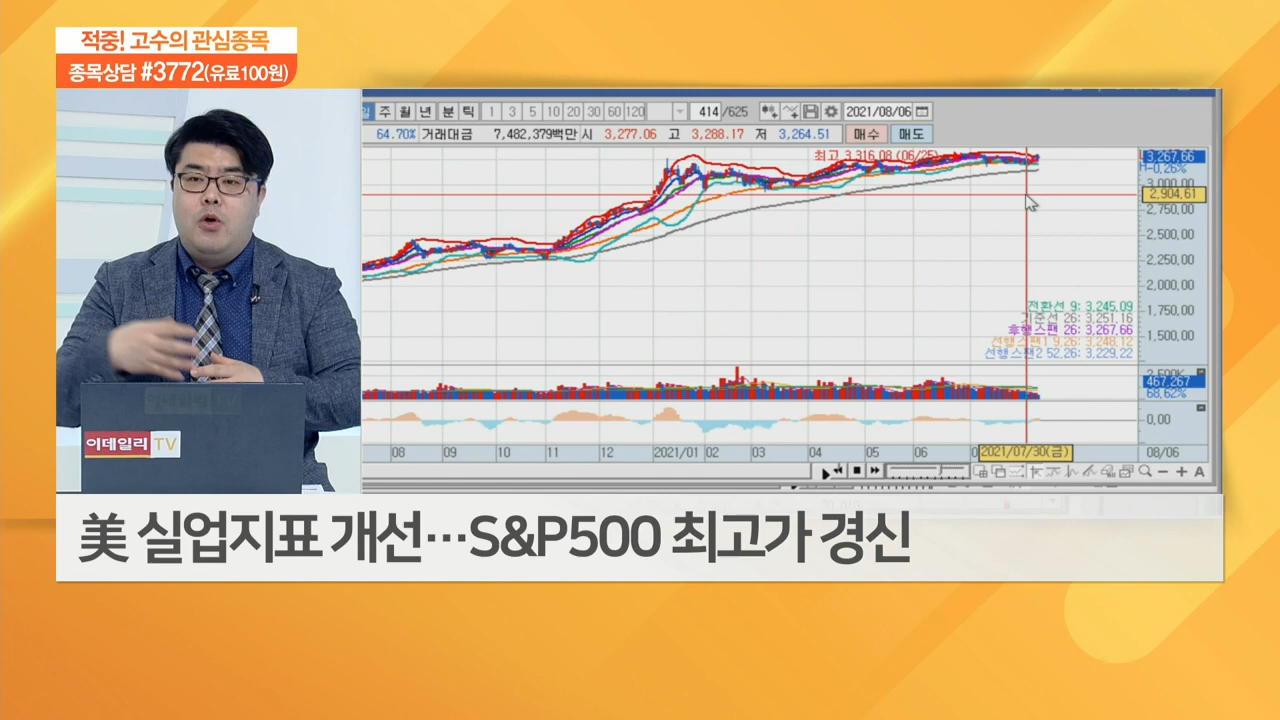 적중! 고수의 관심종목
종목상담 #3772(유료100원)
주 월 년 분 틱 1 3 5 10 20 30 60 120 414 /625 2021/08/06
64.70% 거래대금 7,482,379백만 시 3,277.06 고 3,288.17 저 3,264.51 매수 매도
최고 3,316.08 (06/25)
3,267.66
-0.26%
3,000.00
2,904.61
2,750.00
2,500.00
2,250.00
2,000.00
1,750.00
1,500.00
전환선 9: 3,245.09
기준선 26: 3,251.16
후행스팬 26: 3,267.66
선행스팬1 9,26: 3,248.12
선행스팬2 52,26: 3,229.22
2,500K
467,267
68.62%
0.00
08 09 10 11 12 2021/01 02 03 04 05 06 2021/07/30(금) 08/06
A
이데일리 TV
美 실업지표 개선…S&P500 최고가 경신